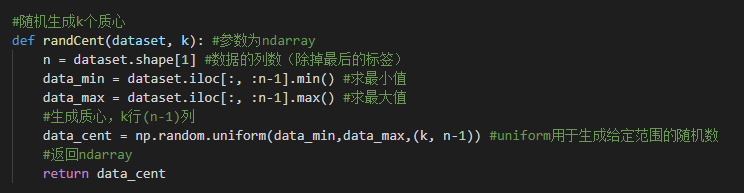 #随机生成k个质心
def randCent(dataset, k): #参数为ndarray
    n = dataset.shape[1] #数据的列数（除掉最后的标签）
    data_min = dataset.iloc[:, :n-1].min() #求最小值
    data_max = dataset.iloc[:, :n-1].max() #求最大值
    #生成质心，k行(n-1)列
    data_cent = np.random.uniform(data_min,data_max,(k, n-1)) #uniform用于生成给定范围的随机数
    #返回ndarray
    return data_cent